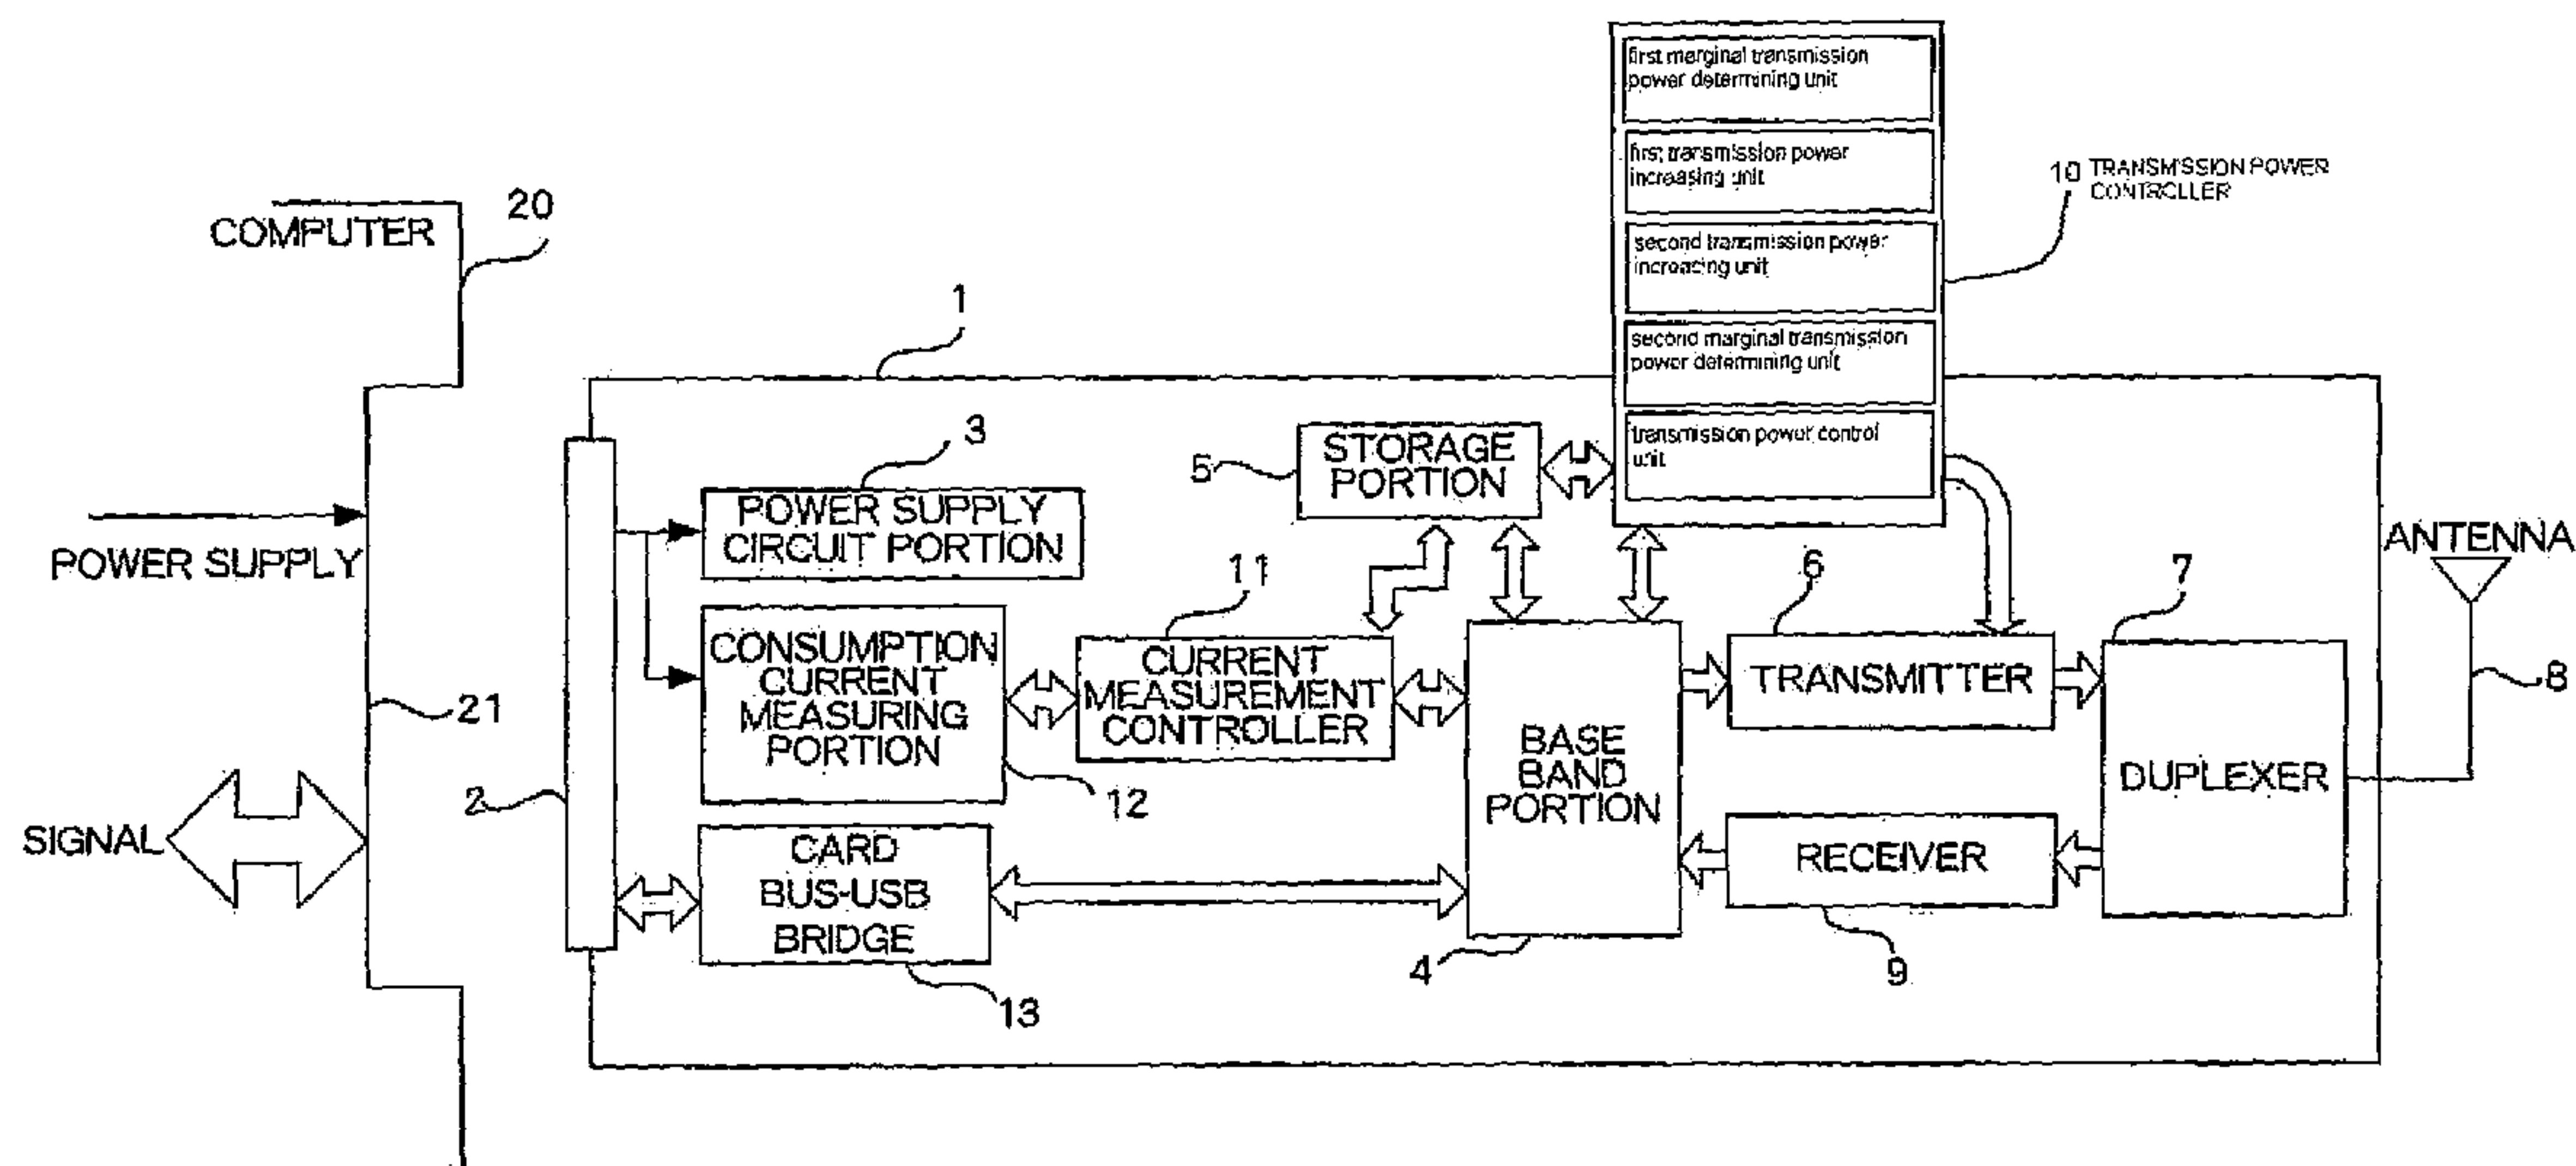 first marginal transmission
power determining unit
first transmission power
increasing unit
second transmission power
increasing unit
second marginal transmission
power determining unit
transmission power control
unit
10 TRANSMISSION POWER
CONTROLLER
COMPUTER
20
1
POWER SUPPLY
SIGNAL
21
2
3
POWER SUPPLY
CIRCUIT PORTION
CONSUMPTION
CURRENT
MEASURING
PORTION
12
CARD
BUS-USB
BRIDGE
13
11
CURRENT
MEASUREMENT
CONTROLLER
5
STORAGE
PORTION
BASE
BAND
PORTION
4
6
TRANSMITTER
RECEIVER
9
7
DUPLEXER
ANTENNA
8